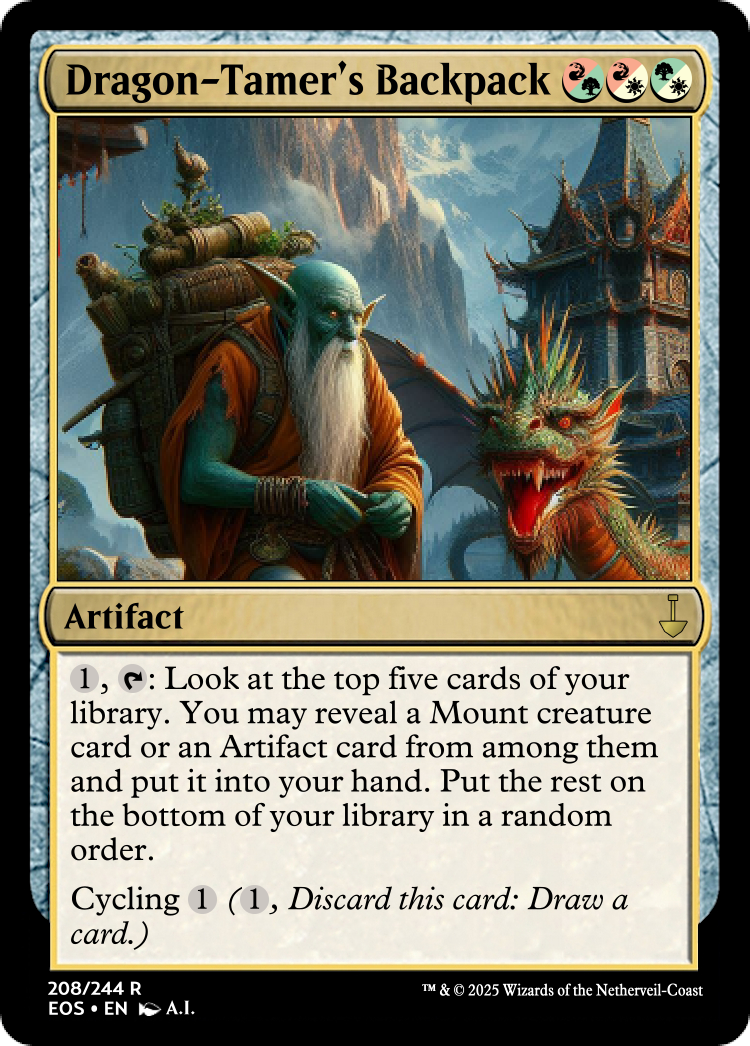 Dragon-Tamer's Backpack
Artifact
1, : Look at the top five cards of your
library. You may reveal a Mount creature
card or an Artifact card from among them
and put it into your hand. Put the rest on
the bottom of your library in a random
order.
Cycling 1 (1, Discard this card: Draw a
card.)
208/244 R
EOS • EN A.I.
™ & © 2025 Wizards of the Netherveil-Coast